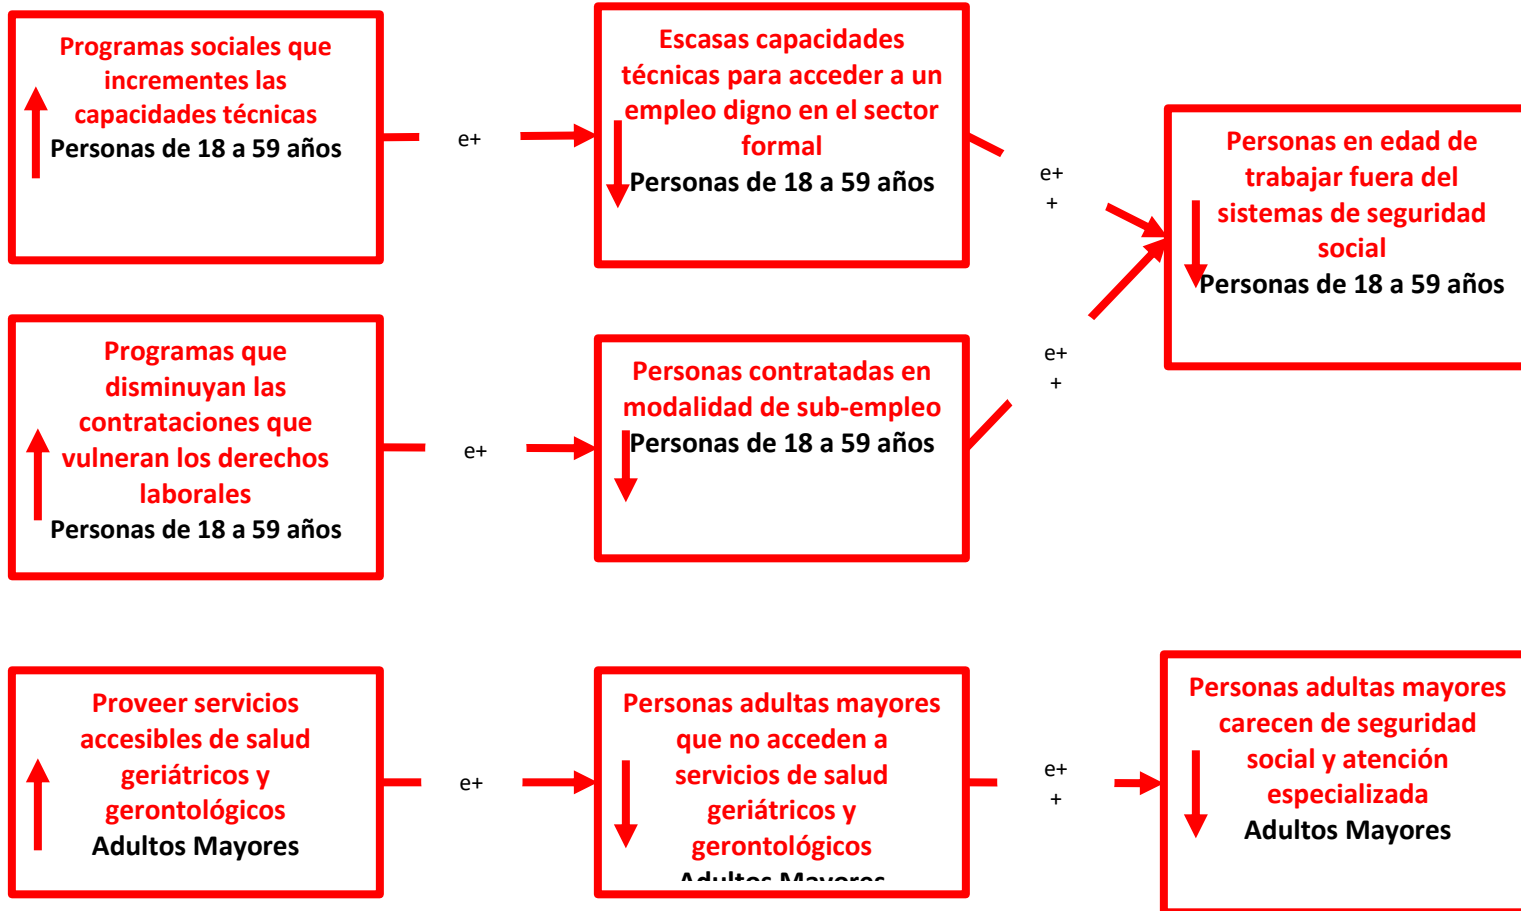 Programas sociales que
incrementes las
capacidades técnicas
Personas de 18 a 59 años
e+
Escasas capacidades
técnicas para acceder a un
empleo digno en el sector
formal
Personas de 18 a 59 años
e+
+
Personas en edad de
trabajar fuera del
sistemas de seguridad
social
Personas de 18 a 59 años
Programas que
disminuyan las
contrataciones que
vulneran los derechos
laborales
Personas de 18 a 59 años
e+
Personas contratadas en
modalidad de sub-empleo
Personas de 18 a 59 años
e+
+
Proveer servicios
accesibles de salud
geriátricos y
gerontológicos
Adultos Mayores
e+
Personas adultas mayores
que no acceden a
servicios de salud
geriátricos y
gerontológicos
Adultos Mayores
e+
+
Personas adultas mayores
carecen de seguridad
social y atención
especializada
Adultos Mayores